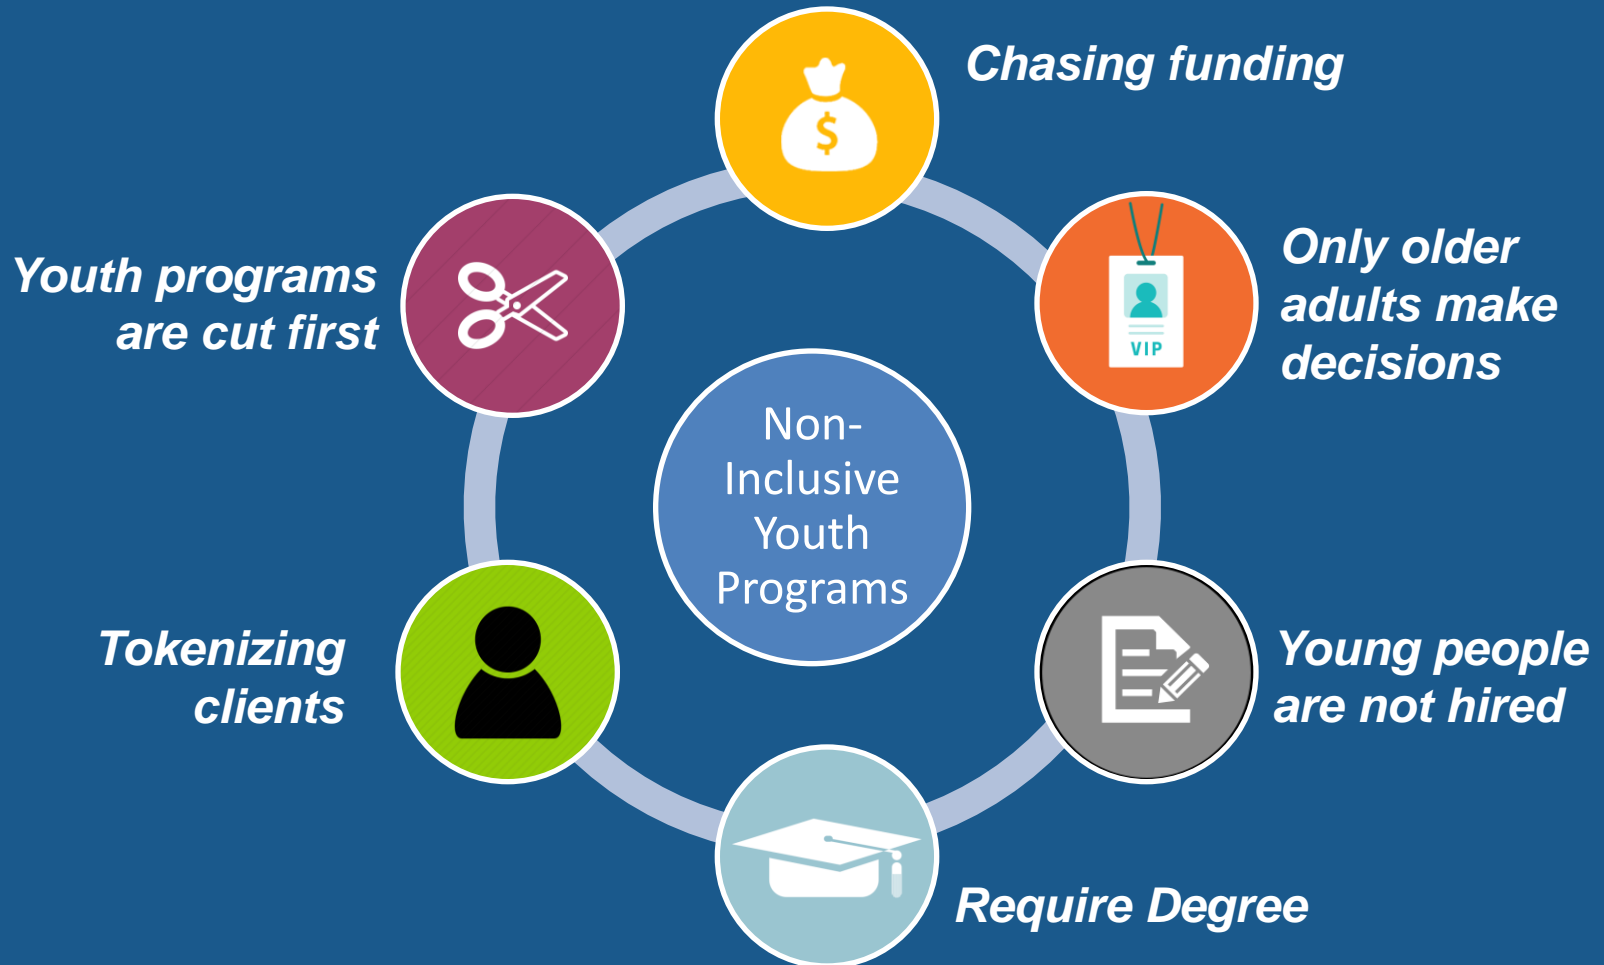 Chasing funding
$
Only older
adults make
decisions
VIP
Young people
are not hired
Require Degree
Tokenizing
clients
Youth programs
are cut first
Non-
Inclusive
Youth
Programs